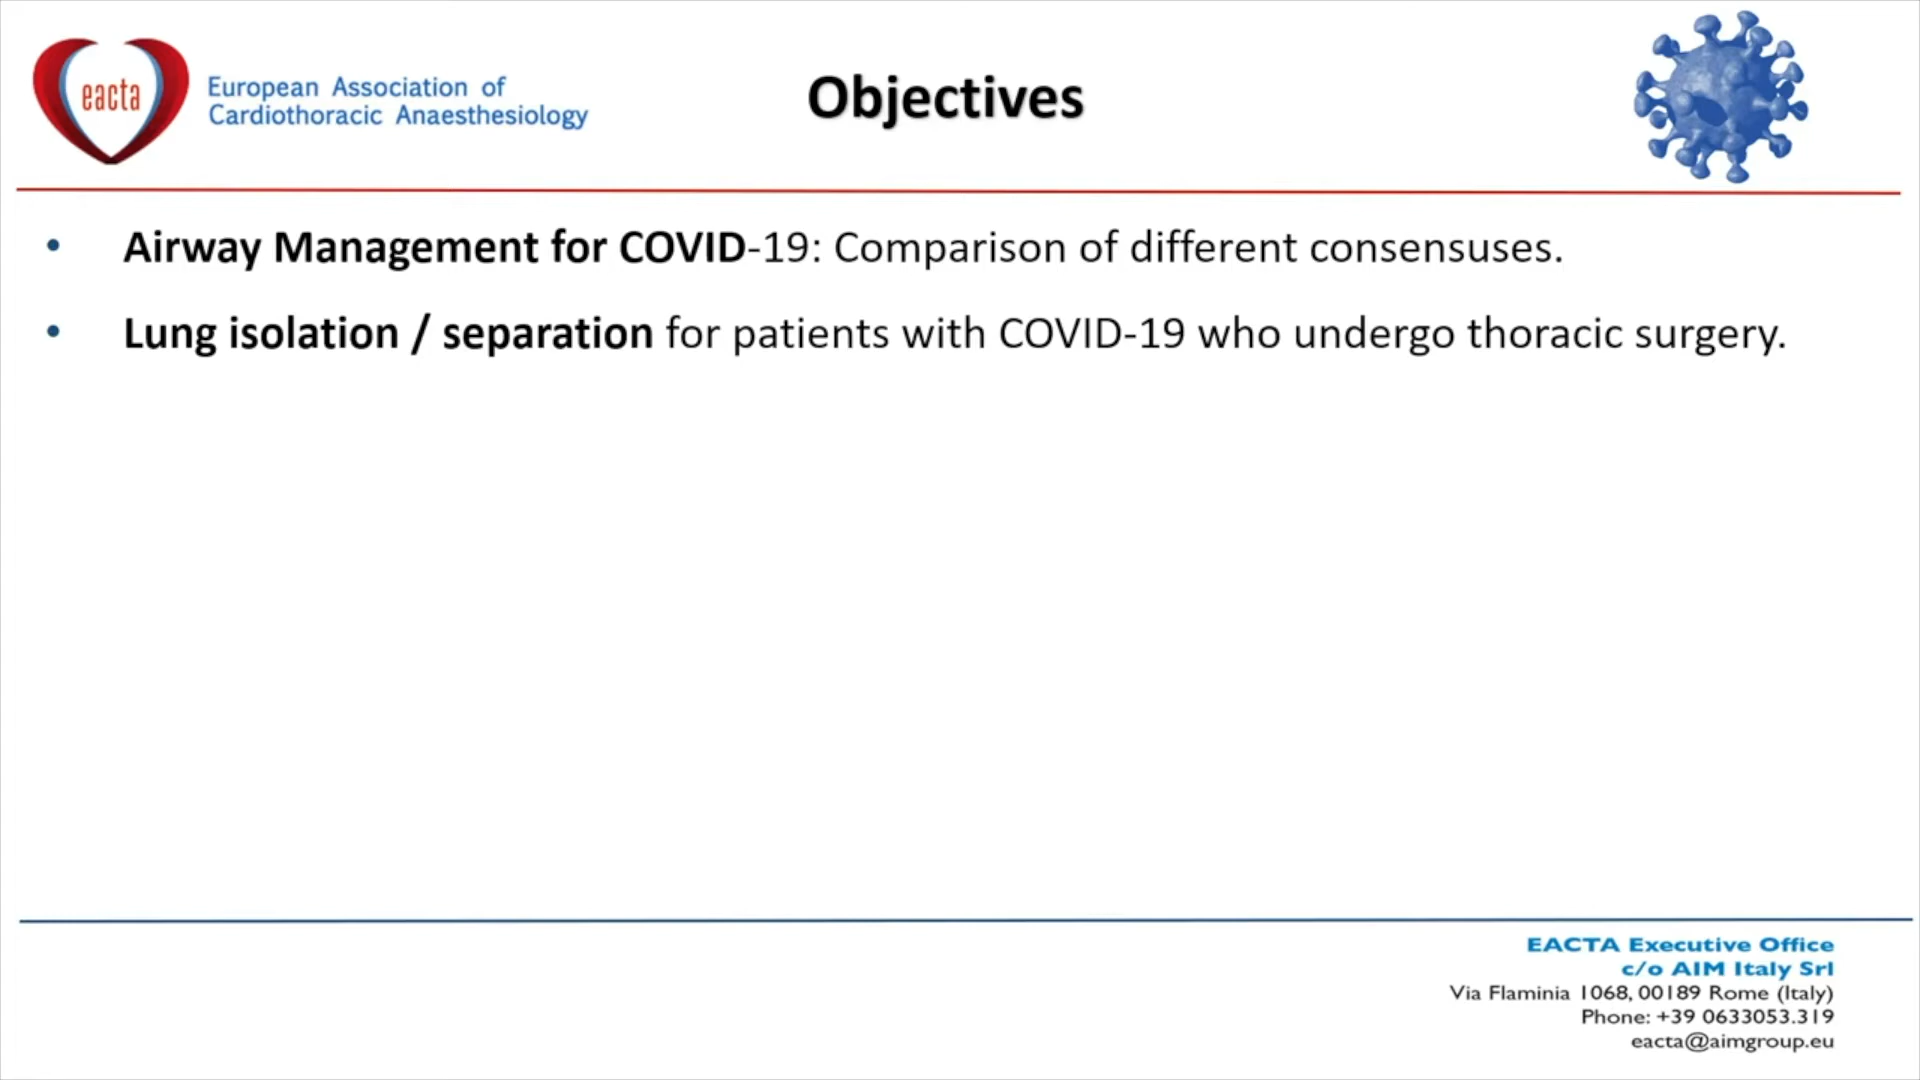 eacta
European Association of
Cardiothoracic Anaesthesiology
Objectives
• Airway Management for COVID-19: Comparison of different consensuses.
• Lung isolation / separation for patients with COVID-19 who undergo thoracic surgery.
EACTA Executive Office
c/o AIM Italy Srl
Via Flaminia 1068, 00189 Rome (Italy)
Phone: +39 0633053.319
eacta@aimgroup.eu